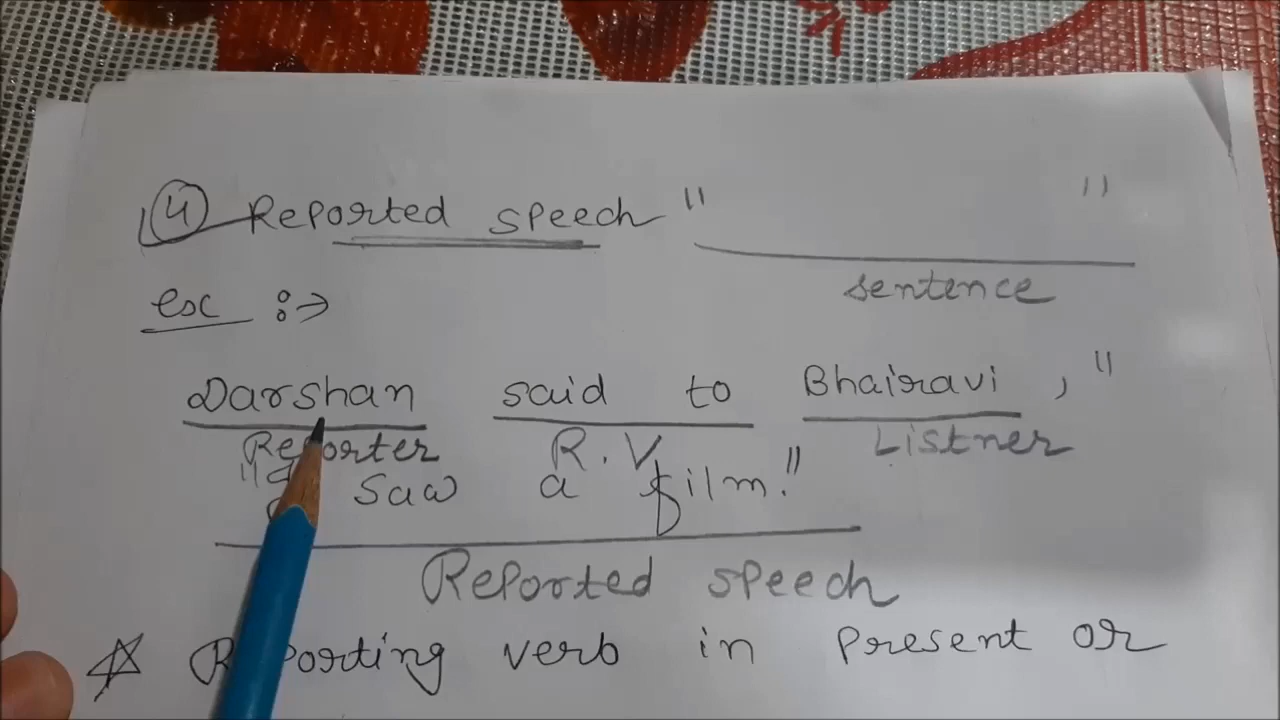 4 Reported speech " "
sentence
ex :→
Darshan said to Bhairavi , "
Reporter R.V Listner
" saw a film."
Reported speech
☆ Reporting verb in Present or